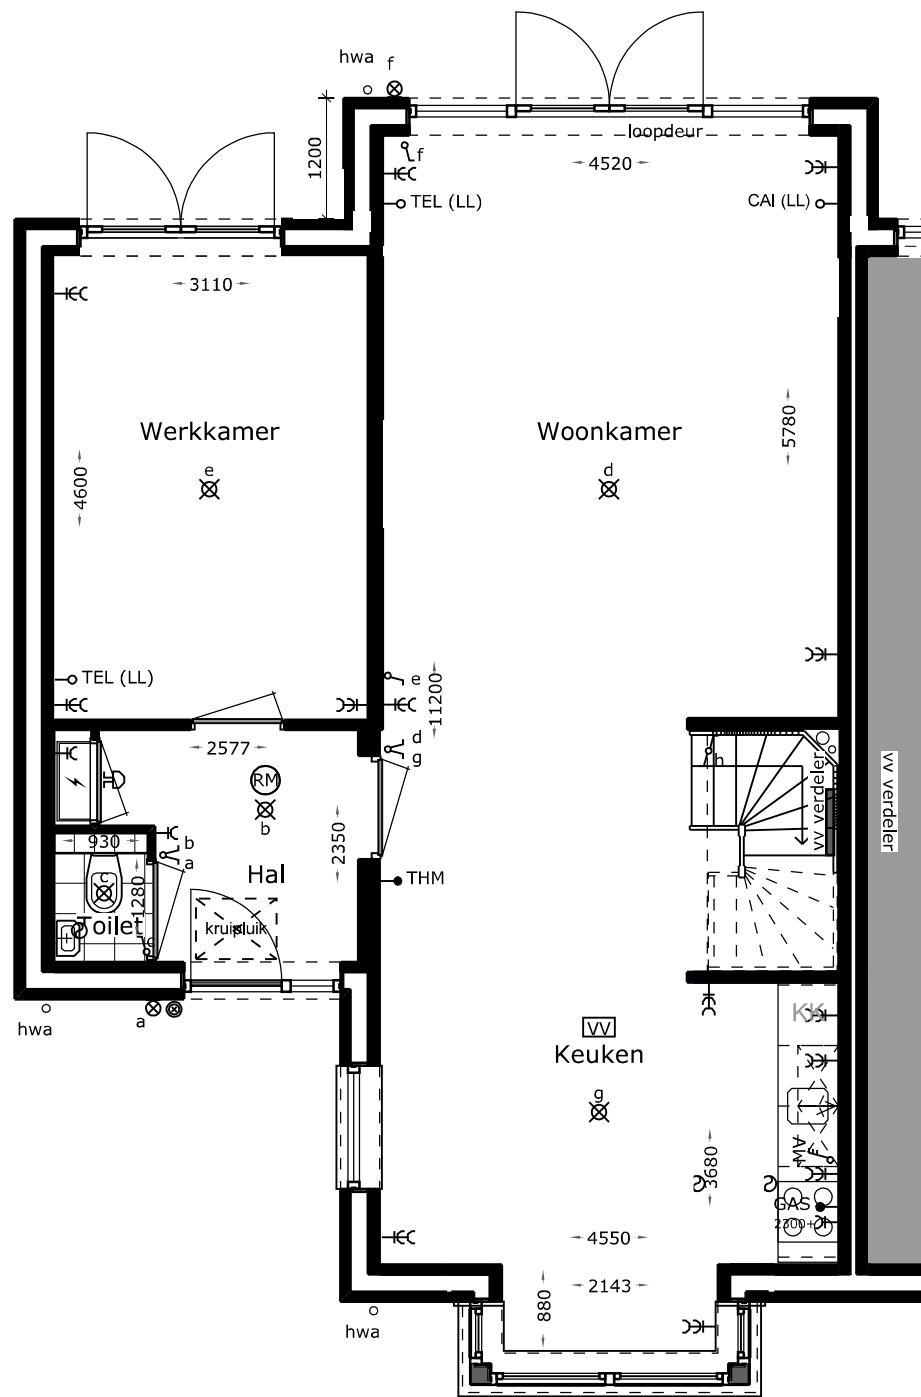 hwa
f
loopdeur
1200
f
4520
TEL (LL)
CAI (LL)
3110
Werkkamer
Woonkamer
5780
e
d
4600
TEL (LL)
e
11200
d
g
2577
RM
b
h
vv verdeler
vv verdeler
930
b
a
2350
c
Hal
THM
1280
Toilet
kruipluik
c
a
hwa
VV
Keuken
KK
g
MV
3680
GAS
2300+
4550
2143
880
hwa